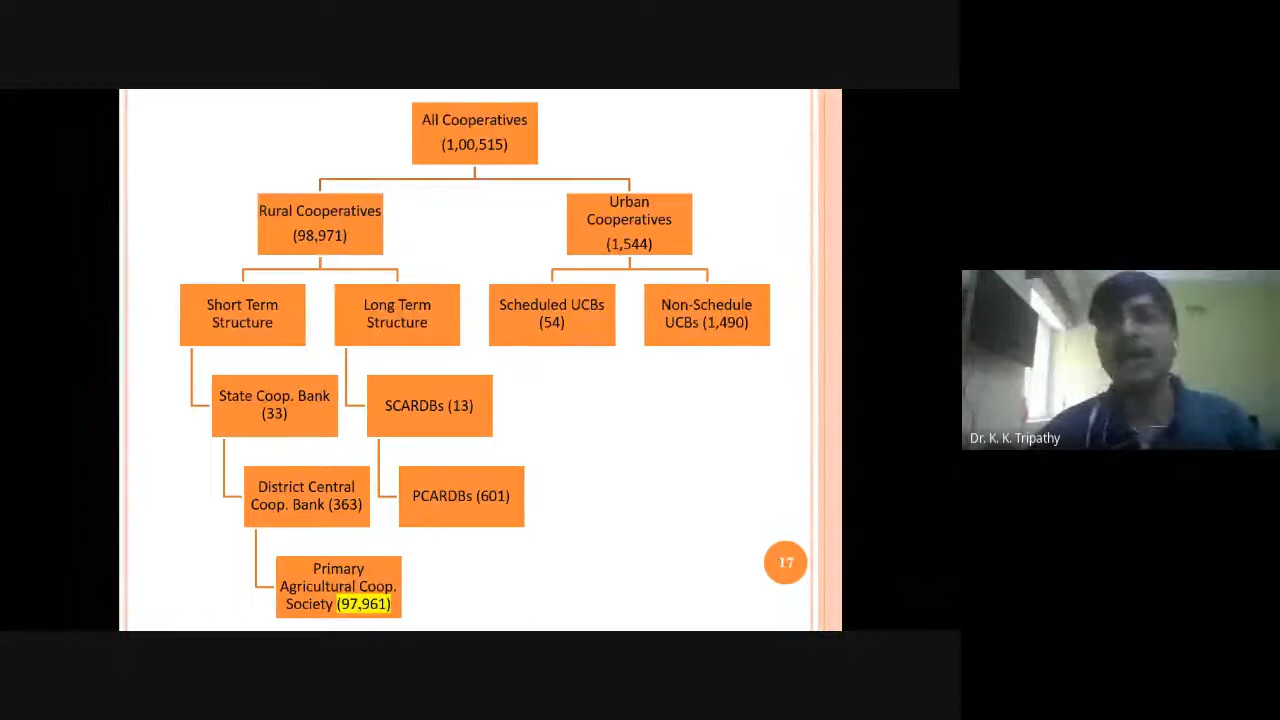 All Cooperatives
(1,00,515)
Rural Cooperatives
(98,971)
Urban
Cooperatives
(1,544)
Short Term
Structure
Long Term
Structure
Scheduled UCBs
(54)
Non-Schedule
UCBs (1,490)
State Coop. Bank
(33)
SCARDBs (13)
District Central
Coop. Bank (363)
PCARDBs (601)
Primary
Agricultural Coop.
Society (97,961)
17
Dr. K. K. Tripathy